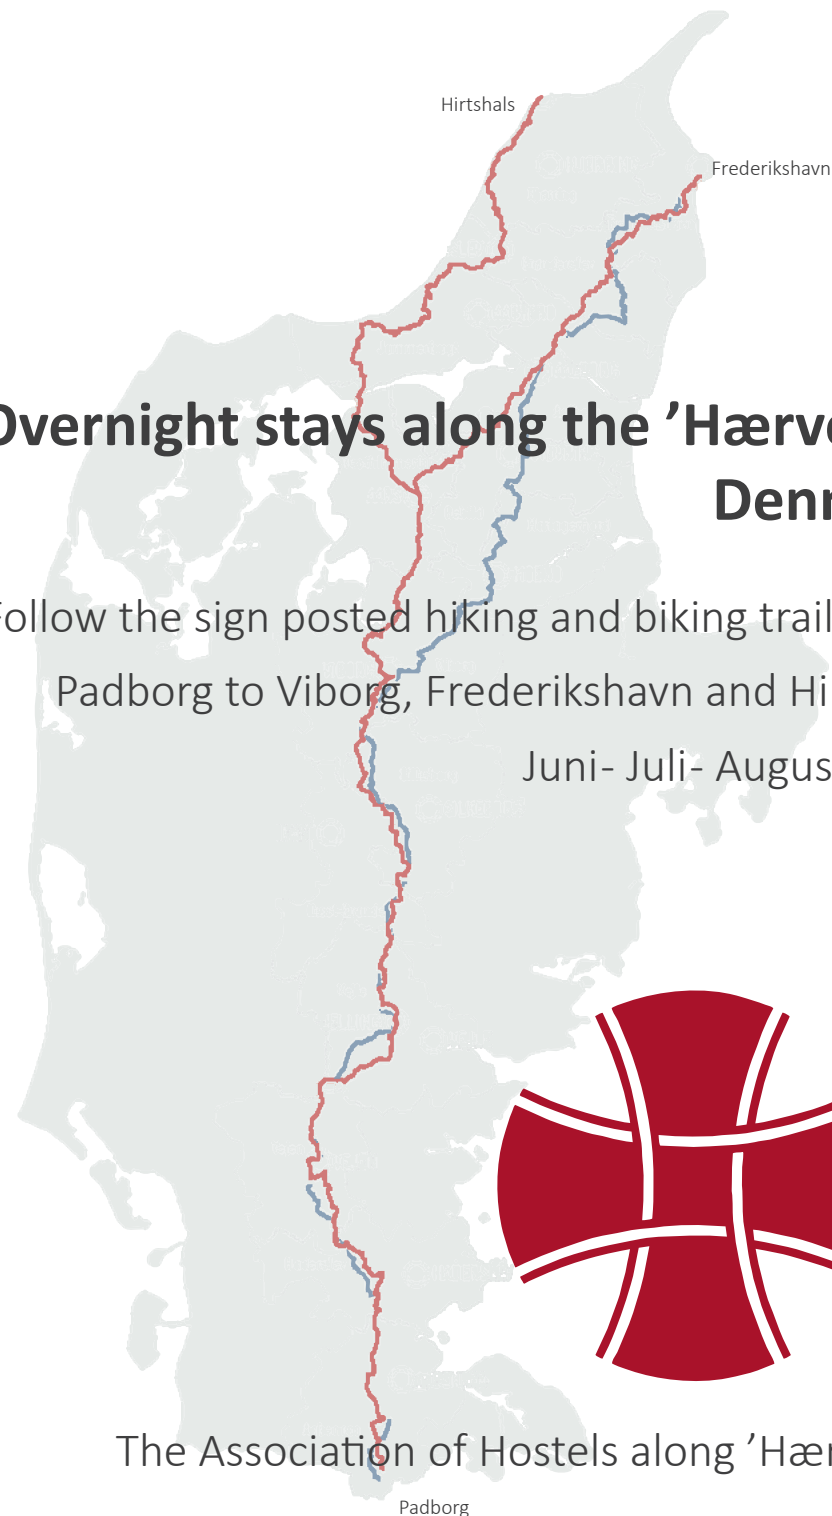 Hirtshals
Frederikshavn
Overnight stays along the ’Hærve
Denn
Follow the sign posted hiking and biking trail
Padborg to Viborg, Frederikshavn and Hi
Juni- Juli- Augus
The Association of Hostels along ’Hær
Padborg